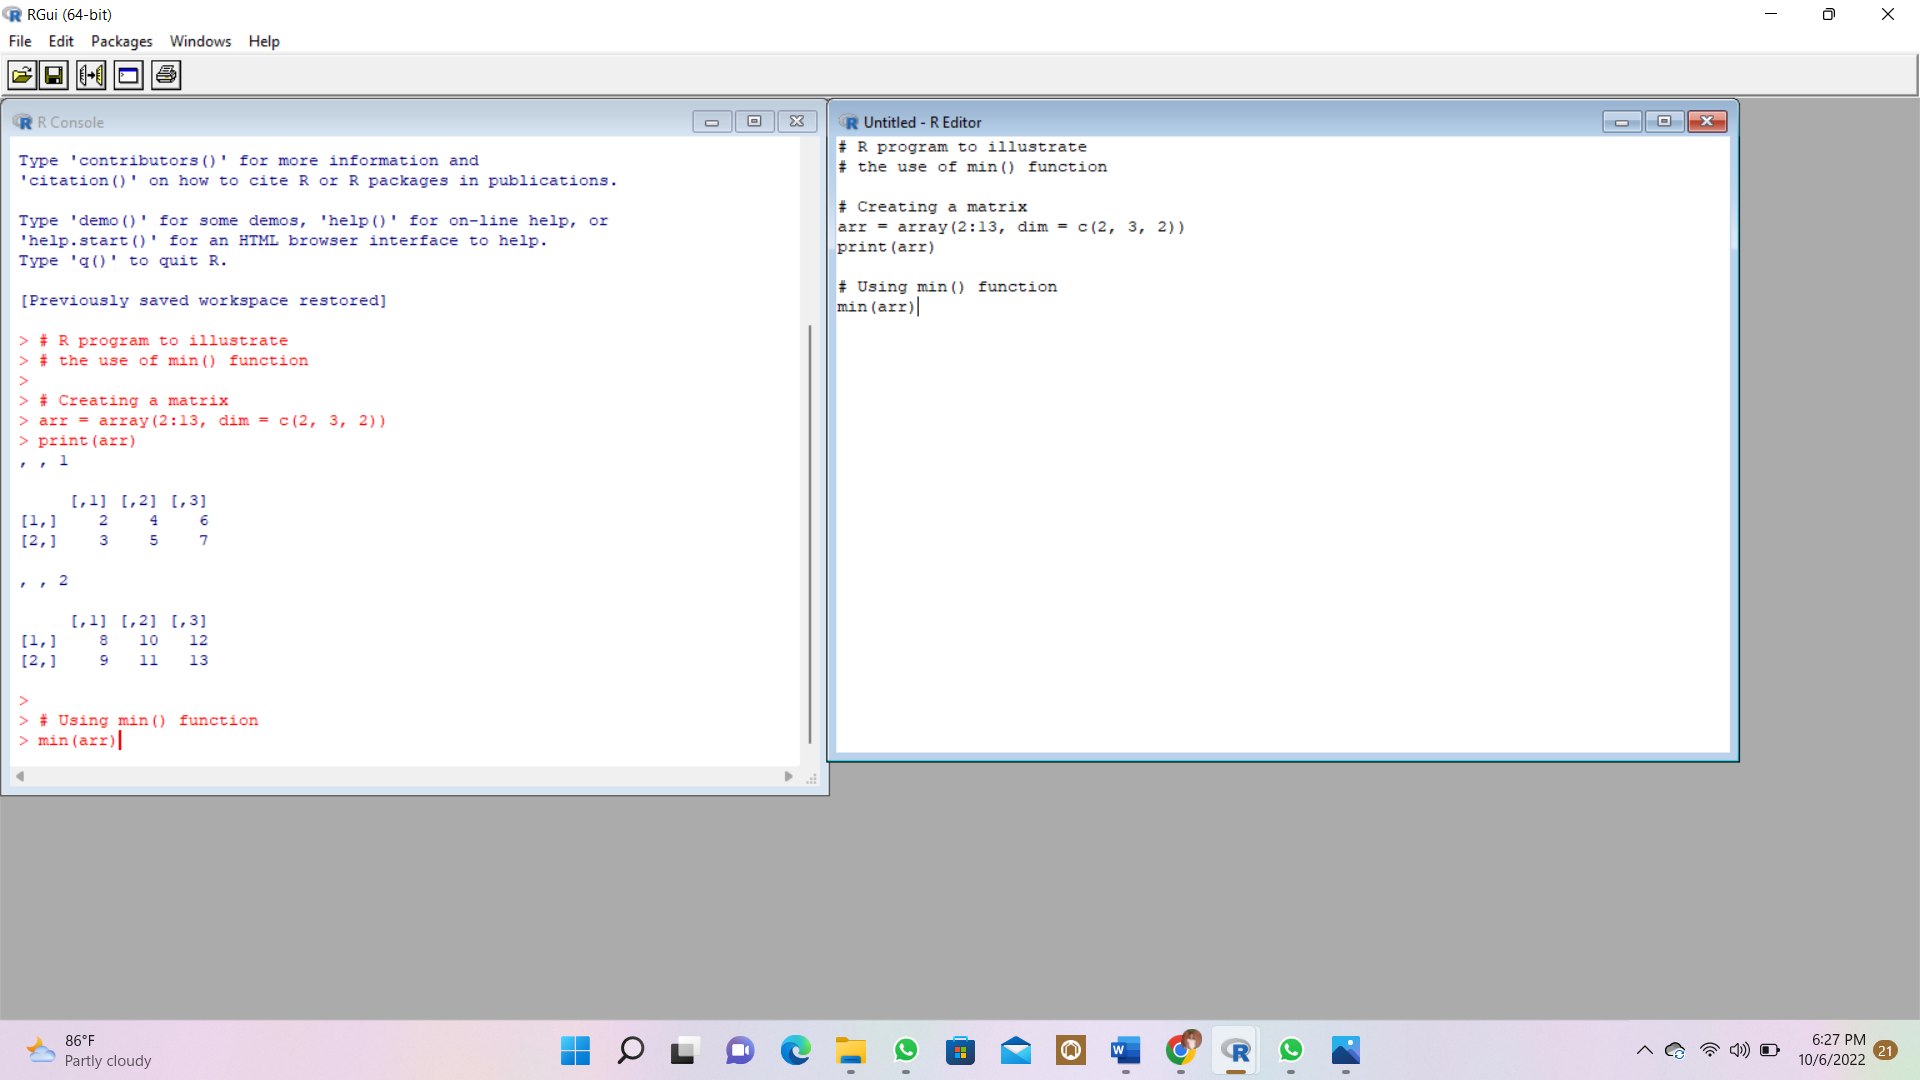 RGui (64-bit)
File Edit Packages Windows Help
R Console
Type 'contributors()' for more information and
'citation()' on how to cite R or R packages in publications.
Type 'demo()' for some demos, 'help()' for on-line help, or
'help.start()' for an HTML browser interface to help.
Type 'q()' to quit R.
[Previously saved workspace restored]
> # R program to illustrate
> # the use of min() function
>
> # Creating a matrix
> arr = array(2:13, dim = c(2, 3, 2))
> print(arr)
, , 1
[,1] [,2] [,3]
[1,] 2 4 6
[2,] 3 5 7
, , 2
[,1] [,2] [,3]
[1,] 8 10 12
[2,] 9 11 13
>
> # Using min() function
> min(arr)
Untitled - R Editor
# R program to illustrate
# the use of min() function
# Creating a matrix
arr = array(2:13, dim = c(2, 3, 2))
print(arr)
# Using min() function
min(arr)
86°F
Partly cloudy
6:27 PM
10/6/2022
21